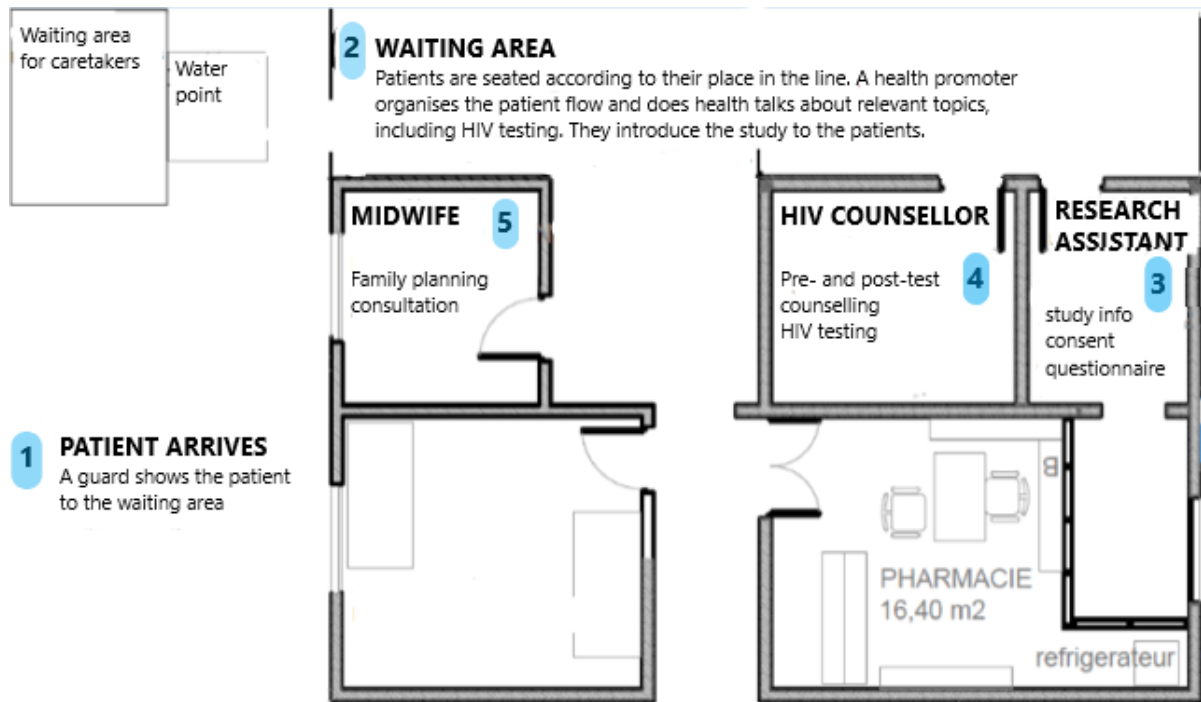 Waiting area
for caretakers
Water
point
2 WAITING AREA
Patients are seated according to their place in the line. A health promoter
organises the patient flow and does health talks about relevant topics,
including HIV testing. They introduce the study to the patients.
MIDWIFE 5
Family planning
consultation
HIV COUNSELLOR
4
Pre- and post-test
counselling
HIV testing
RESEARCH
ASSISTANT
3
study info
consent
questionnaire
1 PATIENT ARRIVES
A guard shows the patient
to the waiting area
B
PHARMACIE
16,40 m2
refrigerateur